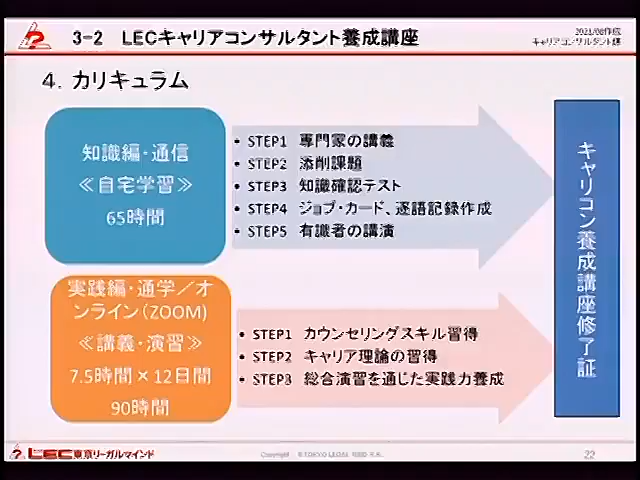 3-2 LECキャリアコンサルタント養成講座
2023/08作成
キャリアコンサルタント課
4. カリキュラム
知識編・通信
≪自宅学習≫
65時間
• STEP1 専門家の講義
• STEP2 添削課題
• STEP3 知識確認テスト
• STEP4 ジョブ・カード、逐語記録作成
• STEP5 有識者の講演
実践編・通学／オ
ンライン（ZOOM）
≪講義・演習≫
7.5時間×12日間
90時間
• STEP1 カウンセリングスキル習得
• STEP2 キャリア理論の習得
• STEP3 総合演習を通じた実践力養成
キャリコン養成講座修了証
LEC東京リーガルマインド
22